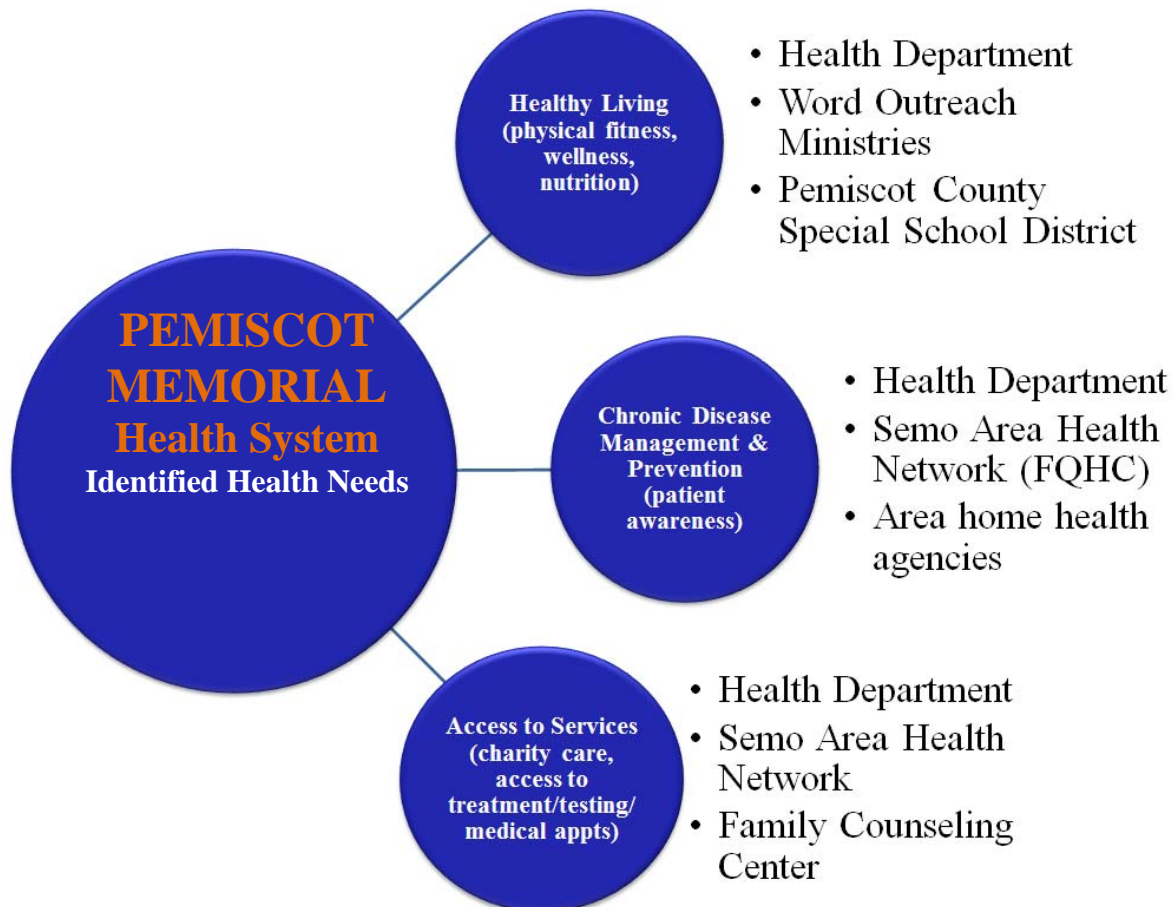 PEMISCOT
MEMORIAL
Health System
Identified Health Needs
Healthy Living
(physical fitness,
wellness,
nutrition)
• Health Department
• Word Outreach
Ministries
• Pemiscot County
Special School District
Chronic Disease
Management &
Prevention
(patient
awareness)
• Health Department
• Semo Area Health
Network (FQHC)
• Area home health
agencies
Access to Services
(charity care,
access to
treatment/testing/
medical appts)
• Health Department
• Semo Area Health
Network
• Family Counseling
Center